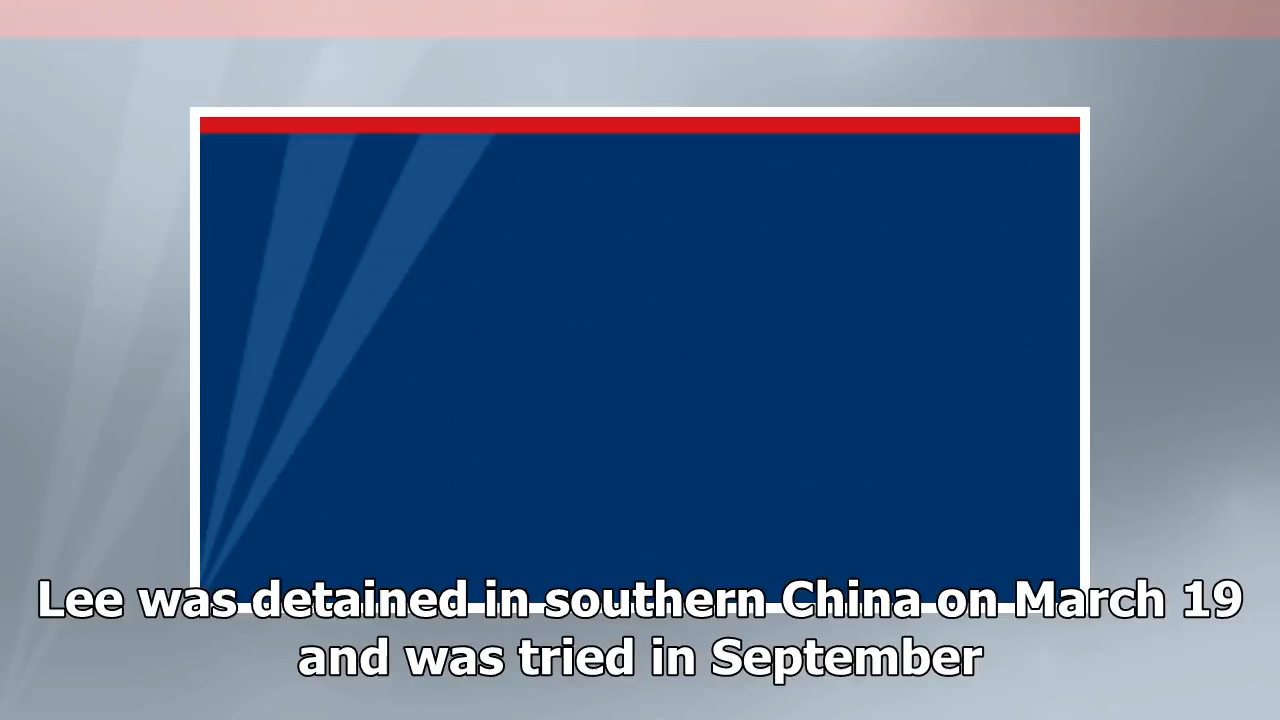 Lee was detained in southern China on March 19
and was tried in September